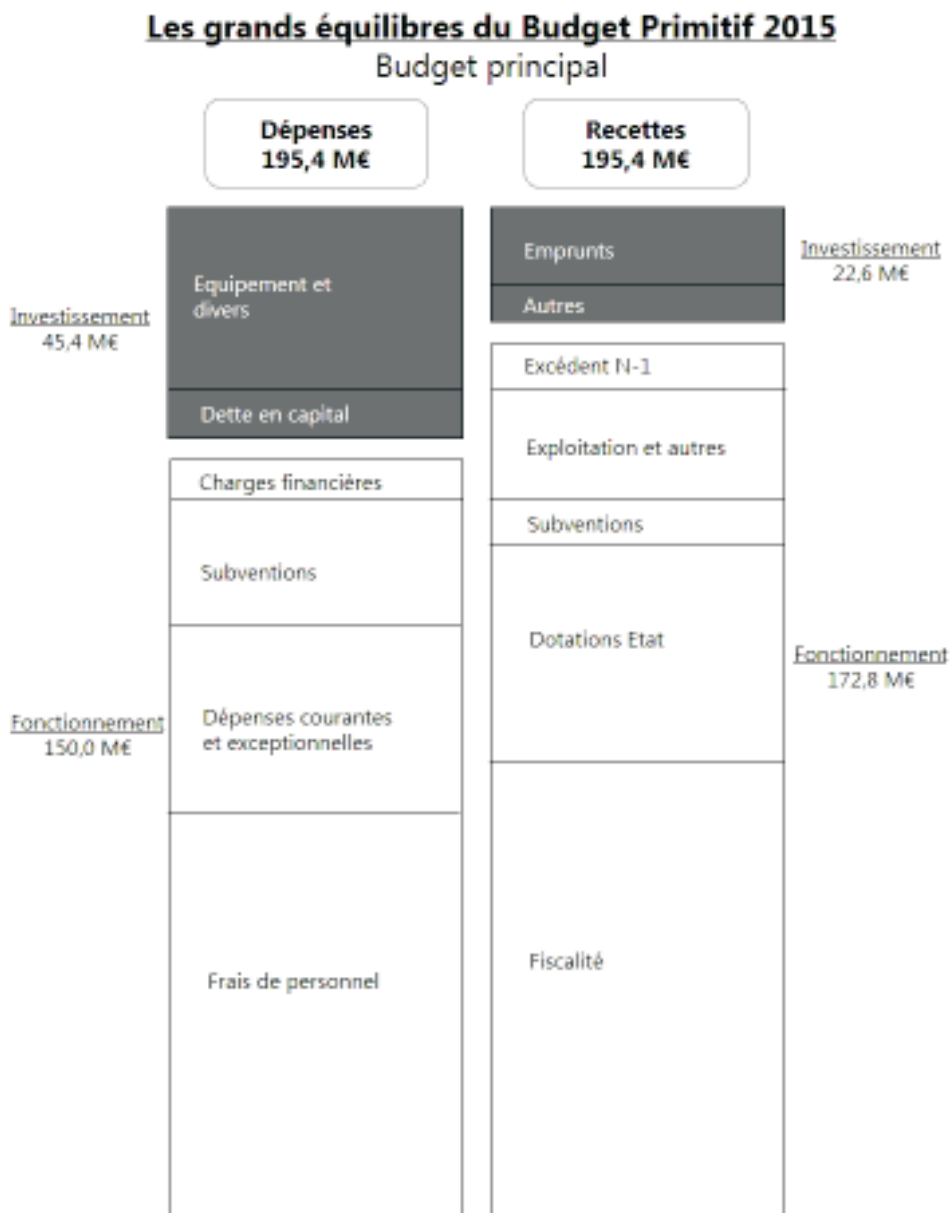 Les grands équilibres du Budget Primitif 2015
Budget principal
Dépenses
195,4 M€
Recettes
195,4 M€
Investissement
45,4 M€
Equipement et
divers
Dette en capital
Fonctionnement
150,0 M€
Charges financières
Subventions
Dépenses courantes
et exceptionnelles
Frais de personnel
Emprunts
Autres
Investissement
22,6 M€
Excédent N-1
Exploitation et autres
Subventions
Dotations Etat
Fiscalité
Fonctionnement
172,8 M€